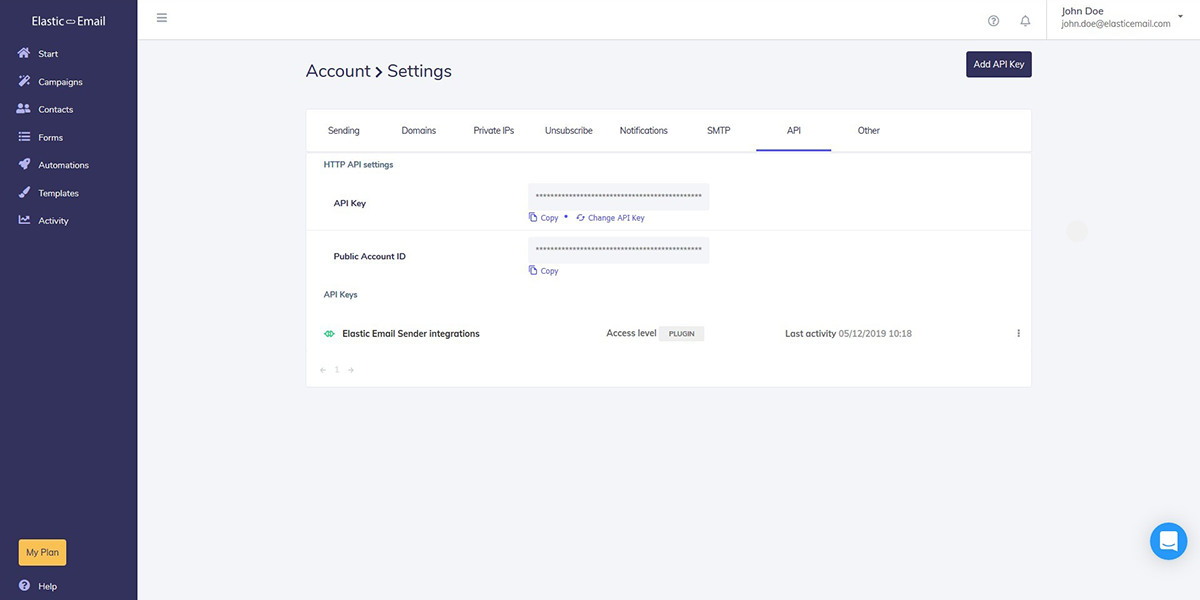 Elastic Email
John Doe
john.doe@elasticemail.com
Start
Campaigns
Contacts
Forms
Automations
Templates
Activity
My Plan
Help
Account > Settings
Add API Key
Sending Domains Private IPs Unsubscribe Notifications SMTP API Other
HTTP API settings
API Key
*********************************************
Copy • Change API Key
Public Account ID
*********************************************
Copy
API Keys
Elastic Email Sender integrations Access level PLUGIN Last activity 05/12/2019 10:18
← 1 →